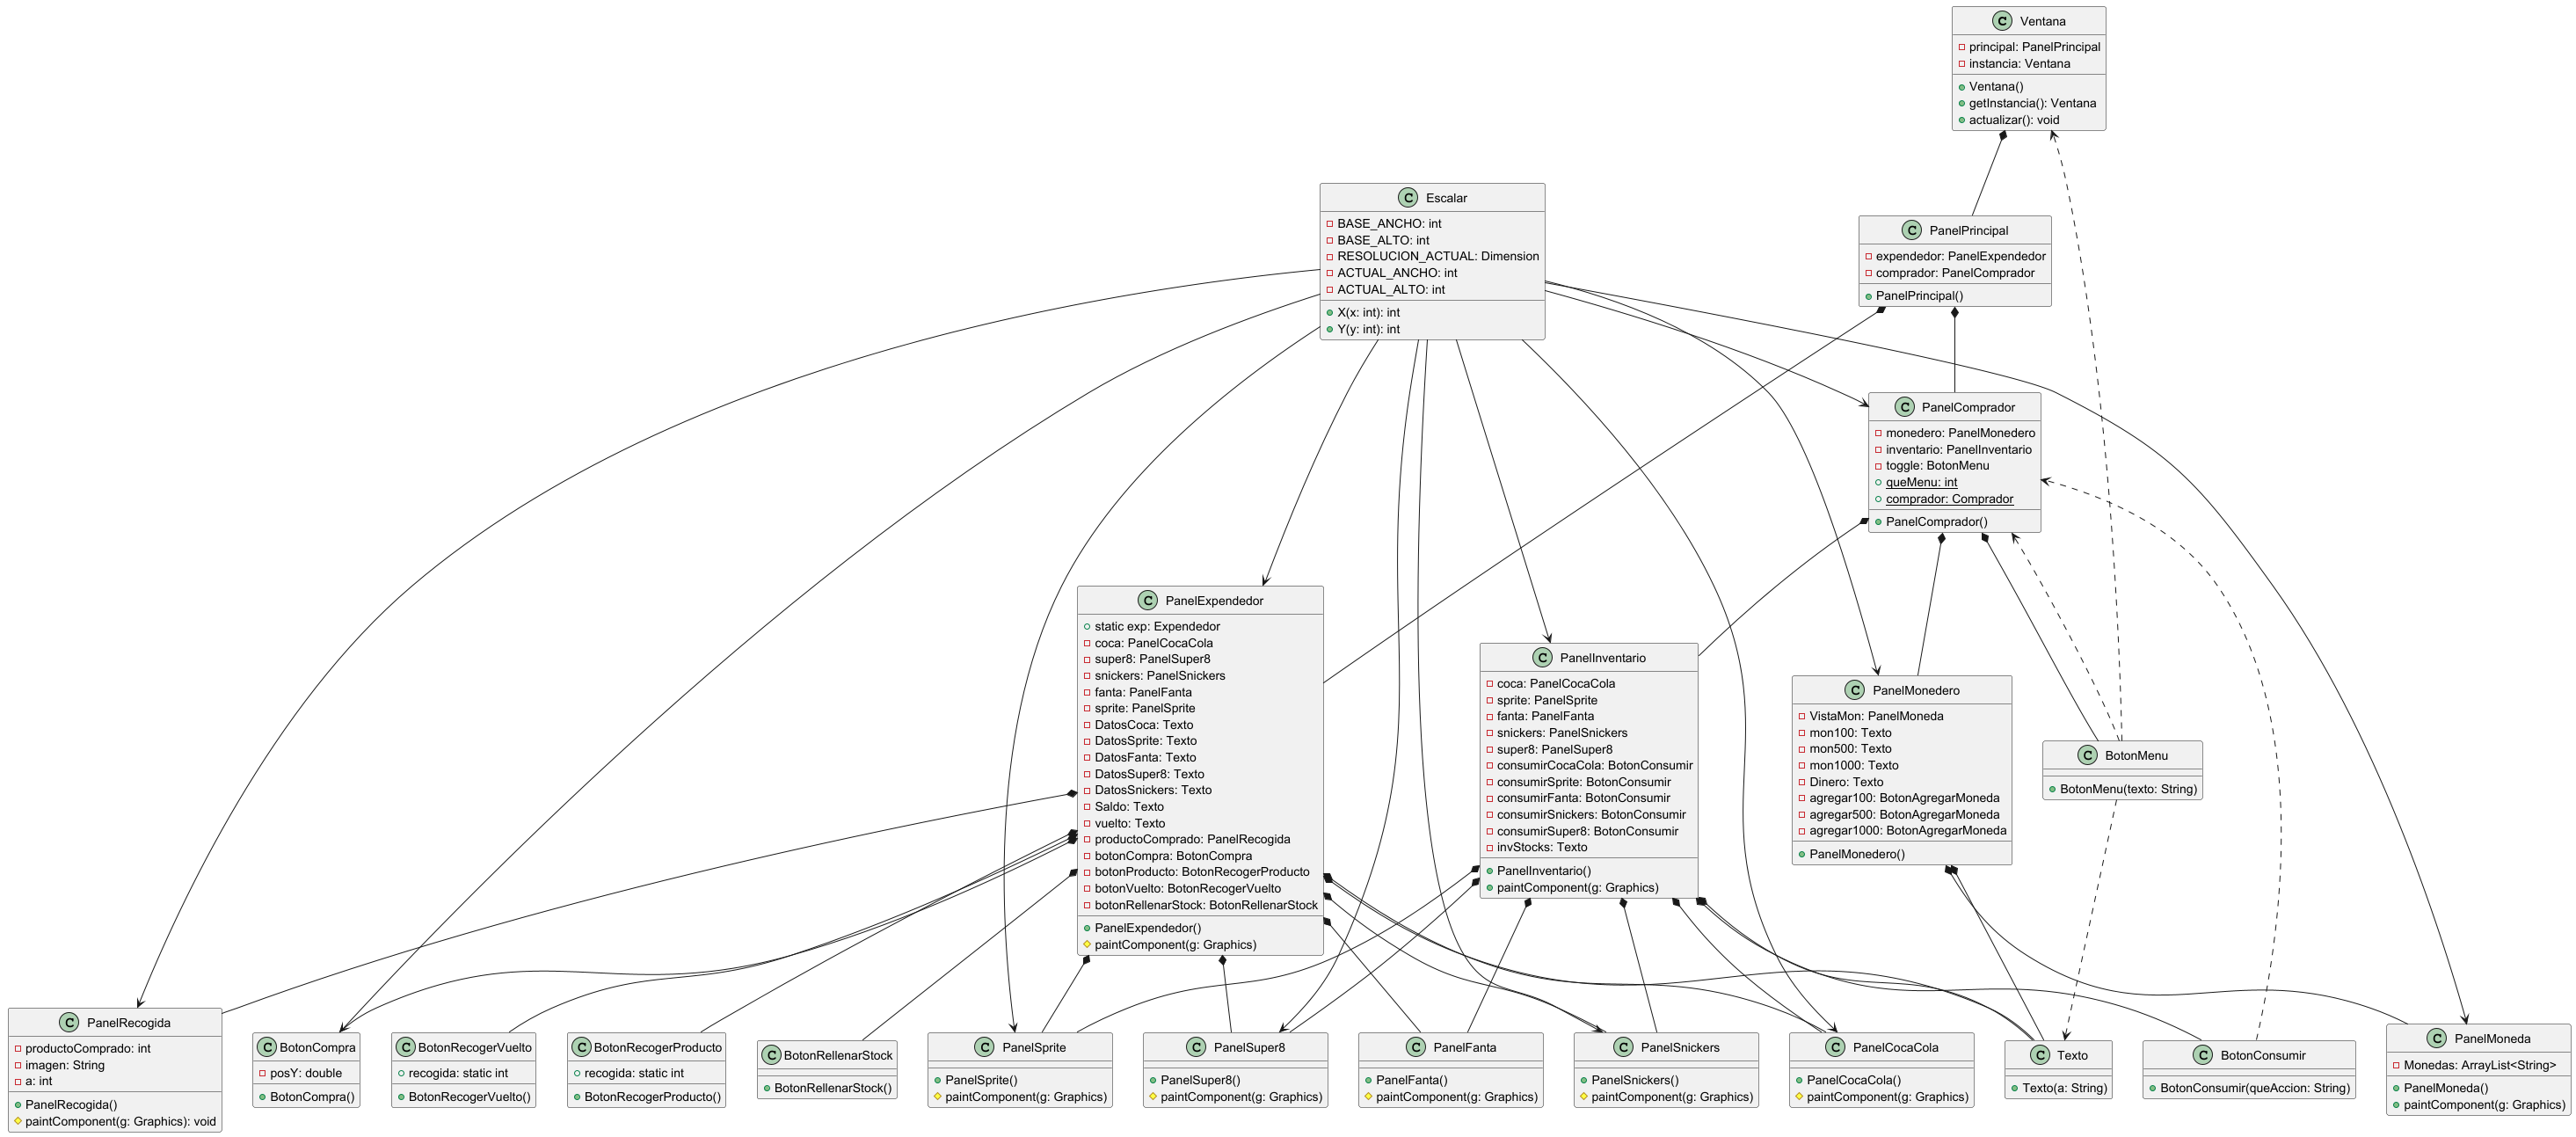 C Ventana
principal: PanelPrincipal
instancia: Ventana
Ventana()
getInstancia(): Ventana
actualizar(): void
C Escalar
BASE_ANCHO: int
BASE_ALTO: int
RESOLUCION_ACTUAL: Dimension
ACTUAL_ANCHO: int
ACTUAL_ALTO: int
X(x: int): int
Y(y: int): int
C PanelPrincipal
expendedor: PanelExpendedor
comprador: PanelComprador
PanelPrincipal()
C PanelComprador
monedero: PanelMonedero
inventario: PanelInventario
toggle: BotonMenu
queMenu: int
comprador: Comprador
PanelComprador()
C PanelExpendedor
static exp: Expendedor
coca: PanelCocaCola
super8: PanelSuper8
snickers: PanelSnickers
fanta: PanelFanta
sprite: PanelSprite
DatosCoca: Texto
DatosSprite: Texto
DatosFanta: Texto
DatosSuper8: Texto
DatosSnickers: Texto
Saldo: Texto
vuelto: Texto
productoComprado: PanelRecogida
botonCompra: BotonCompra
botonProducto: BotonRecogerProducto
botonVuelto: BotonRecogerVuelto
botonRellenarStock: BotonRellenarStock
PanelExpendedor()
paintComponent(g: Graphics)
C PanelInventario
coca: PanelCocaCola
sprite: PanelSprite
fanta: PanelFanta
snickers: PanelSnickers
super8: PanelSuper8
consumirCocaCola: BotonConsumir
consumirSprite: BotonConsumir
consumirFanta: BotonConsumir
consumirSnickers: BotonConsumir
consumirSuper8: BotonConsumir
invStocks: Texto
PanelInventario()
paintComponent(g: Graphics)
C PanelMonedero
VistaMon: PanelMoneda
mon100: Texto
mon500: Texto
mon1000: Texto
Dinero: Texto
agregar100: BotonAgregarMoneda
agregar500: BotonAgregarMoneda
agregar1000: BotonAgregarMoneda
PanelMonedero()
C BotonMenu
BotonMenu(texto: String)
C PanelRecogida
productoComprado: int
imagen: String
a: int
PanelRecogida()
paintComponent(g: Graphics): void
C BotonCompra
posY: double
BotonCompra()
C BotonRecogerVuelto
recogida: static int
BotonRecogerVuelto()
C BotonRecogerProducto
recogida: static int
BotonRecogerProducto()
C BotonRellenarStock
BotonRellenarStock()
C PanelSprite
PanelSprite()
paintComponent(g: Graphics)
C PanelSuper8
PanelSuper8()
paintComponent(g: Graphics)
C PanelFanta
PanelFanta()
paintComponent(g: Graphics)
C PanelSnickers
PanelSnickers()
paintComponent(g: Graphics)
C PanelCocaCola
PanelCocaCola()
paintComponent(g: Graphics)
C Texto
Texto(a: String)
C BotonConsumir
BotonConsumir(queAccion: String)
C PanelMoneda
Monedas: ArrayList<String>
PanelMoneda()
paintComponent(g: Graphics)